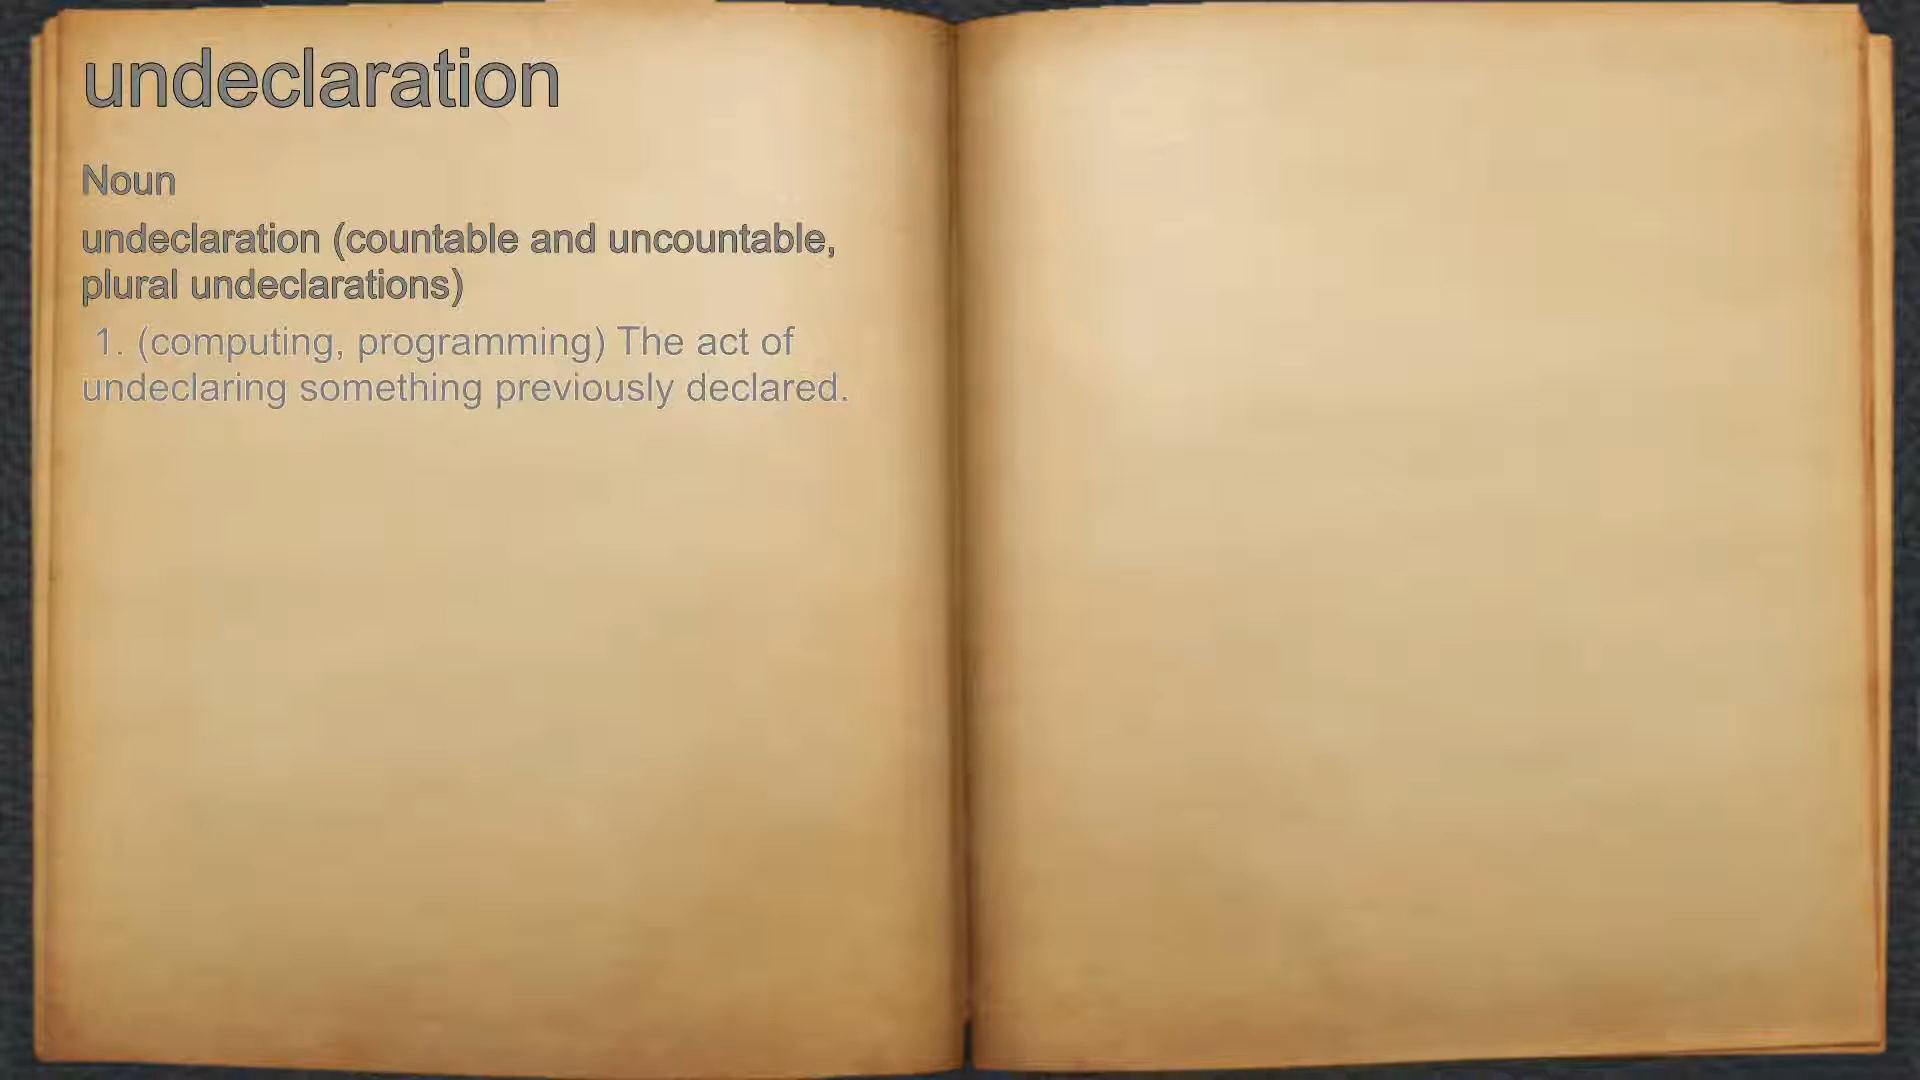 undeclaration
Noun
undeclaration (countable and uncountable,
plural undeclarations)
1. (computing, programming) The act of
undeclaring something previously declared.